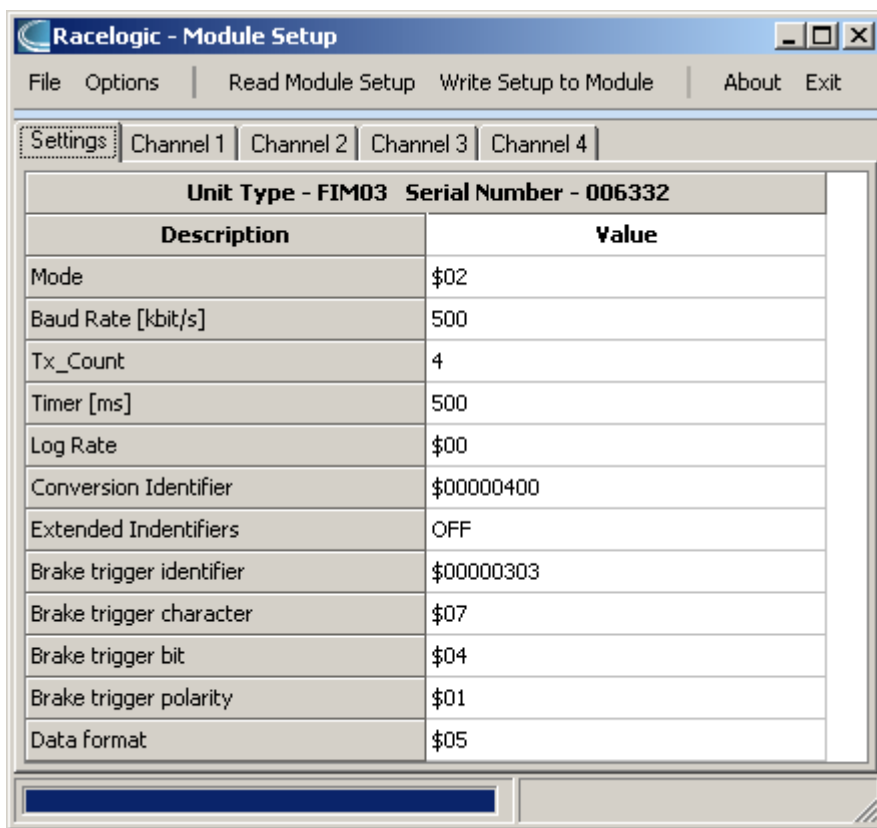 Racelogic - Module Setup
File Options Read Module Setup Write Setup to Module About Exit
Settings Channel 1 Channel 2 Channel 3 Channel 4
Unit Type - FIM03 Serial Number - 006332
Description Value
Mode $02
Baud Rate [kbit/s] 500
Tx_Count 4
Timer [ms] 500
Log Rate $00
Conversion Identifier $00000400
Extended Indentifiers OFF
Brake trigger identifier $00000303
Brake trigger character $07
Brake trigger bit $04
Brake trigger polarity $01
Data format $05